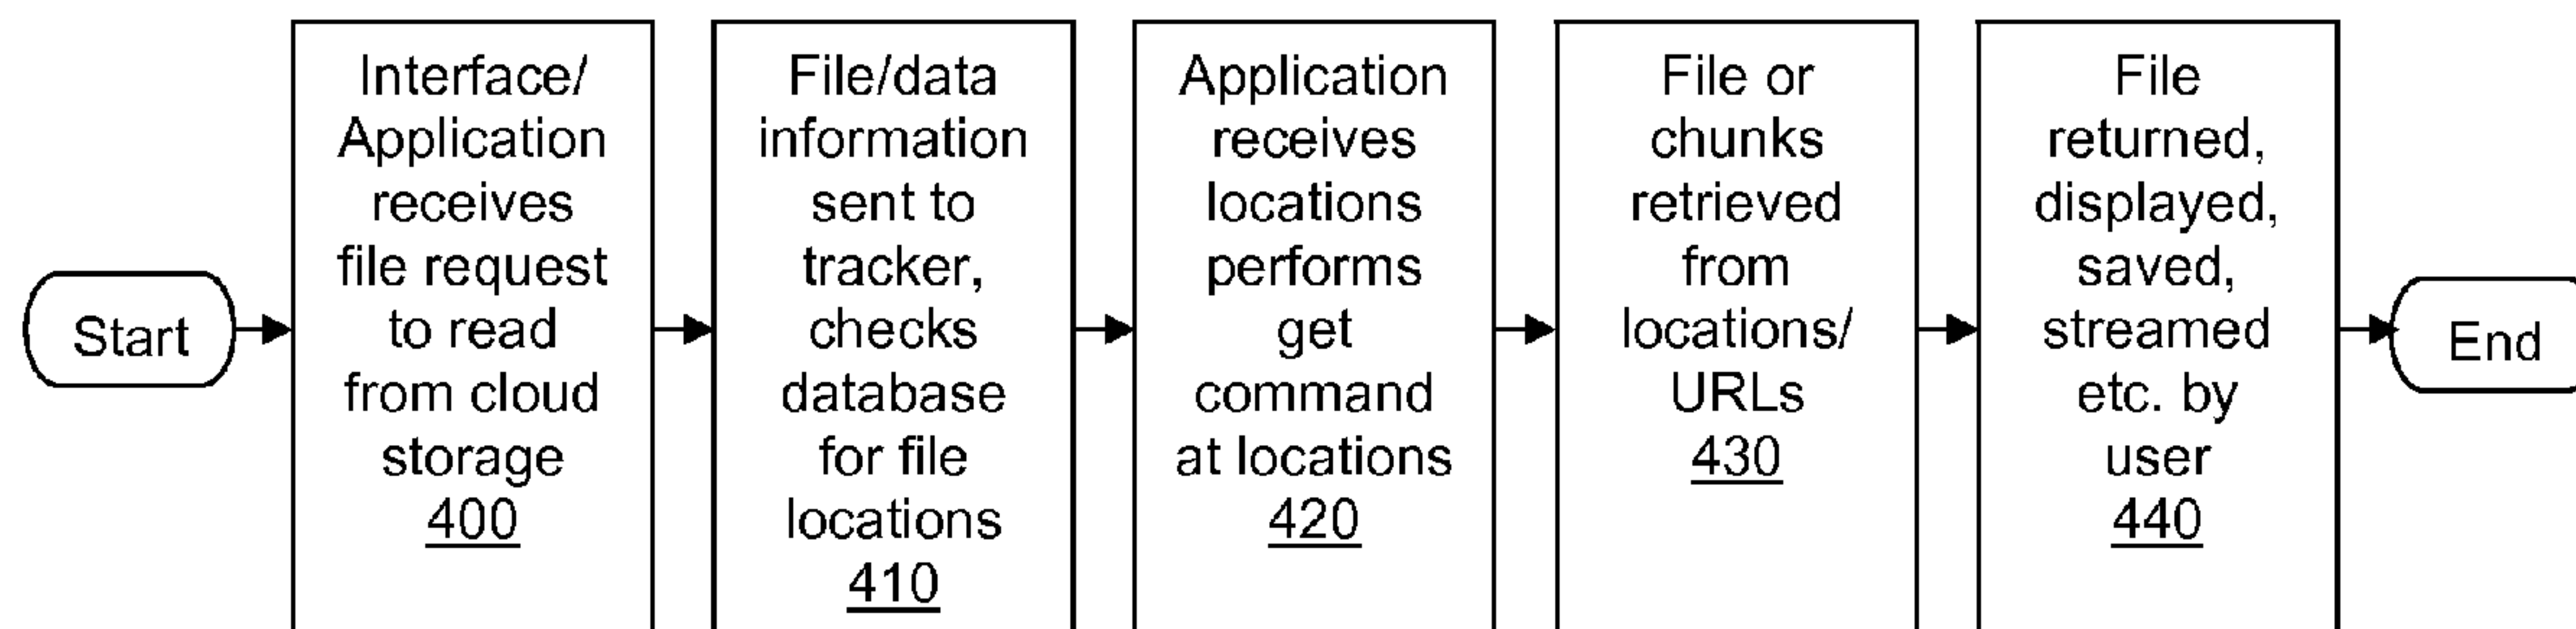 Start
Interface/
Application
receives
file request
to read
from cloud
storage
400
File/data
information
sent to
tracker,
checks
database
for file
locations
410
Application
receives
locations
performs
get
command
at locations
420
File or
chunks
retrieved
from
locations/
URLs
430
File
returned,
displayed,
saved,
streamed
etc. by
user
440
End